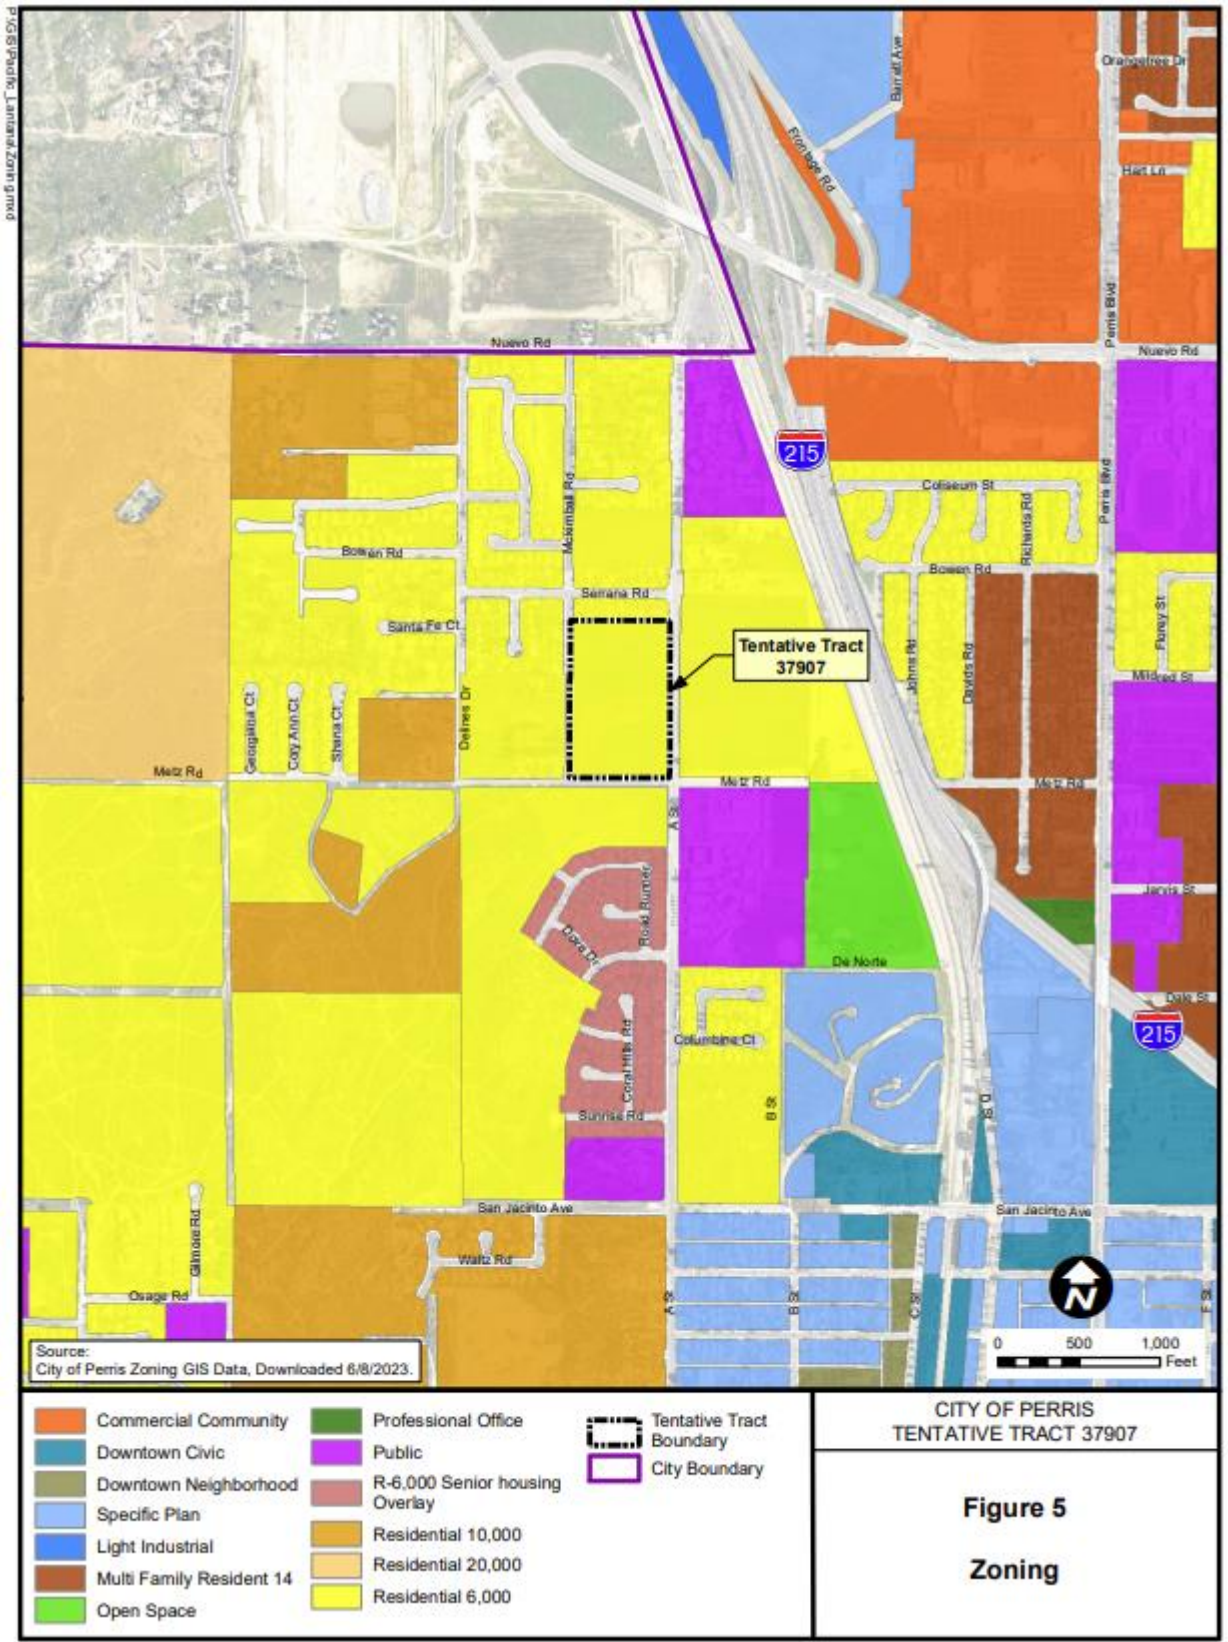 P:\GIS\Pacific_Lantana\Zoning.mxd
Orangetree Dr
Barrett Ave
Frontage Rd
Hart Ln
Perris Blvd
Nuevo Rd
Nuevo Rd
215
Mckimball Rd
Coliseum St
Richards Rd
Perris Blvd
Bowen Rd
Bowen Rd
Serrana Rd
Santa Fe Ct
Florey St
Tentative Tract
37907
Johns Rd
Davids Rd
Mildred St
Georgiana Ct
Cory Ann Ct
Shana Ct
Delines Dr
Metz Rd
Metz Rd
Metz Rd
A St
Road Runner
Dora Dr
Jarvis St
De Norte
Dale St
215
Columbine Ct
Coral Hills Rd
B St
D St
Sunrise Rd
San Jacinto Ave
San Jacinto Ave
Gilmore Rd
Waltz Rd
Osage Rd
A St
B St
C St
F St
N
0 500 1,000
Feet
Source:
City of Perris Zoning GIS Data, Downloaded 6/8/2023.
Commercial Community
Downtown Civic
Downtown Neighborhood
Specific Plan
Light Industrial
Multi Family Resident 14
Open Space
Professional Office
Public
R-6,000 Senior housing
Overlay
Residential 10,000
Residential 20,000
Residential 6,000
Tentative Tract
Boundary
City Boundary
CITY OF PERRIS
TENTATIVE TRACT 37907
Figure 5
Zoning